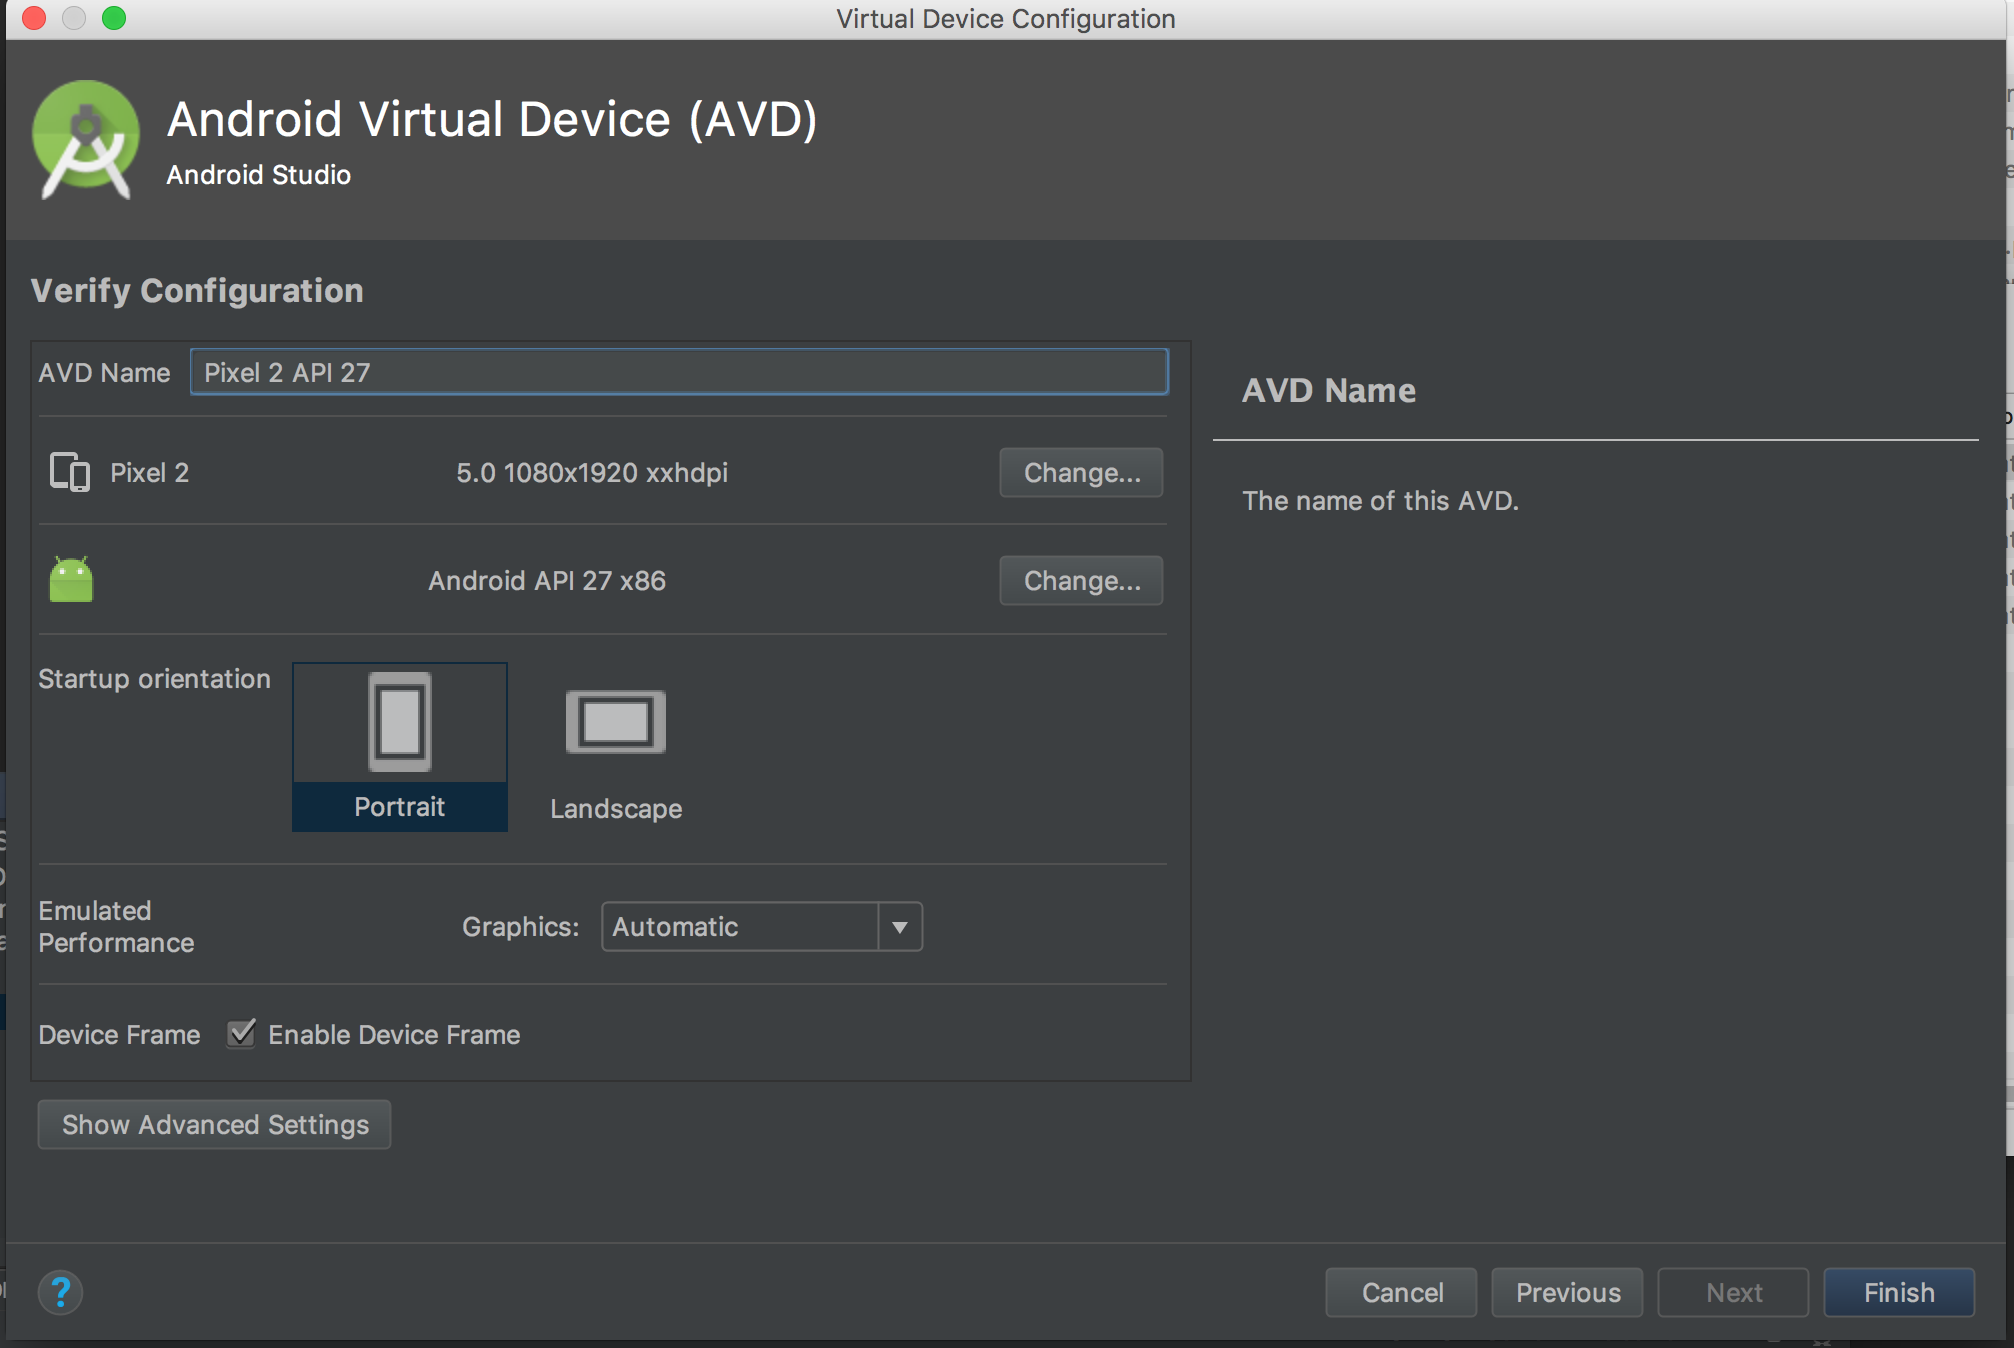 Virtual Device Configuration
Android Virtual Device (AVD)
Android Studio
Verify Configuration
AVD Name Pixel 2 API 27
Pixel 2 5.0 1080x1920 xxhdpi Change...
Android API 27 x86 Change...
Startup orientation
Portrait Landscape
Emulated
Performance
Graphics: Automatic
Device Frame Enable Device Frame
Show Advanced Settings
AVD Name
The name of this AVD.
? Cancel Previous Next Finish